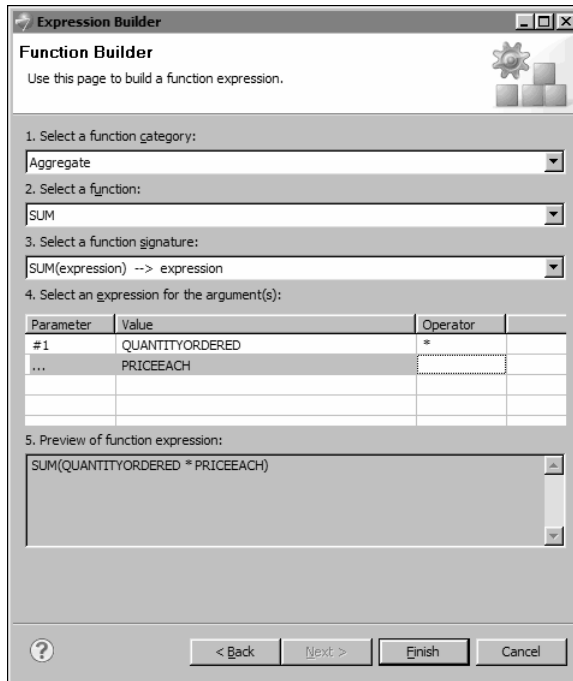 Expression Builder
Function Builder
Use this page to build a function expression.
1. Select a function category:
Aggregate
2. Select a function:
SUM
3. Select a function signature:
SUM(expression) --> expression
4. Select an expression for the argument(s):
Parameter Value Operator
#1 QUANTITYORDERED *
... PRICEEACH
5. Preview of function expression:
SUM(QUANTITYORDERED * PRICEEACH)
? < Back Next > Finish Cancel